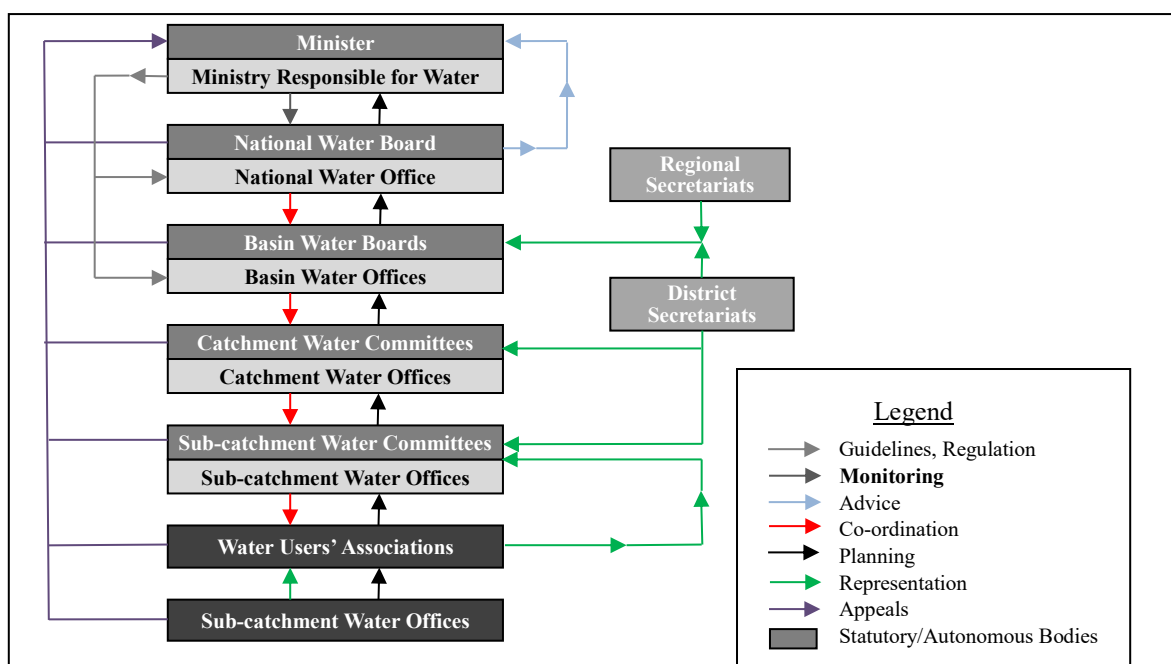 Minister
Ministry Responsible for Water
National Water Board
National Water Office
Regional
Secretariats
Basin Water Boards
Basin Water Offices
District
Secretariats
Catchment Water Committees
Catchment Water Offices
Sub-catchment Water Committees
Sub-catchment Water Offices
Water Users’ Associations
Sub-catchment Water Offices
Legend
Guidelines, Regulation
Monitoring
Advice
Co-ordination
Planning
Representation
Appeals
Statutory/Autonomous Bodies